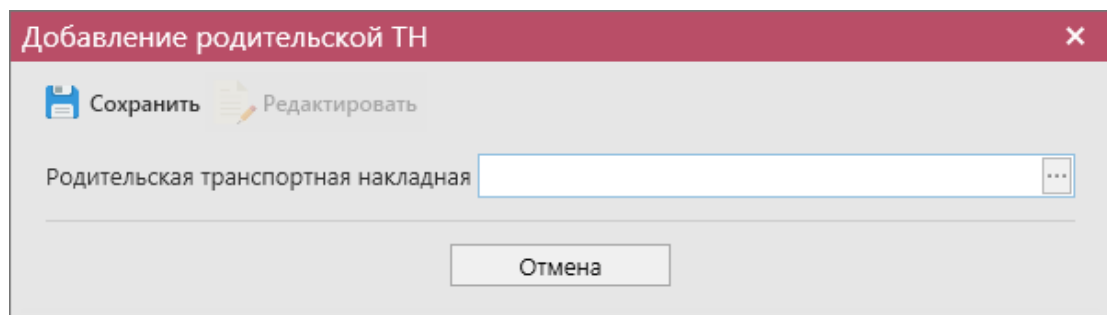 Добавление родительской ТН
Сохранить Редактировать
Родительская транспортная накладная ...
Отмена